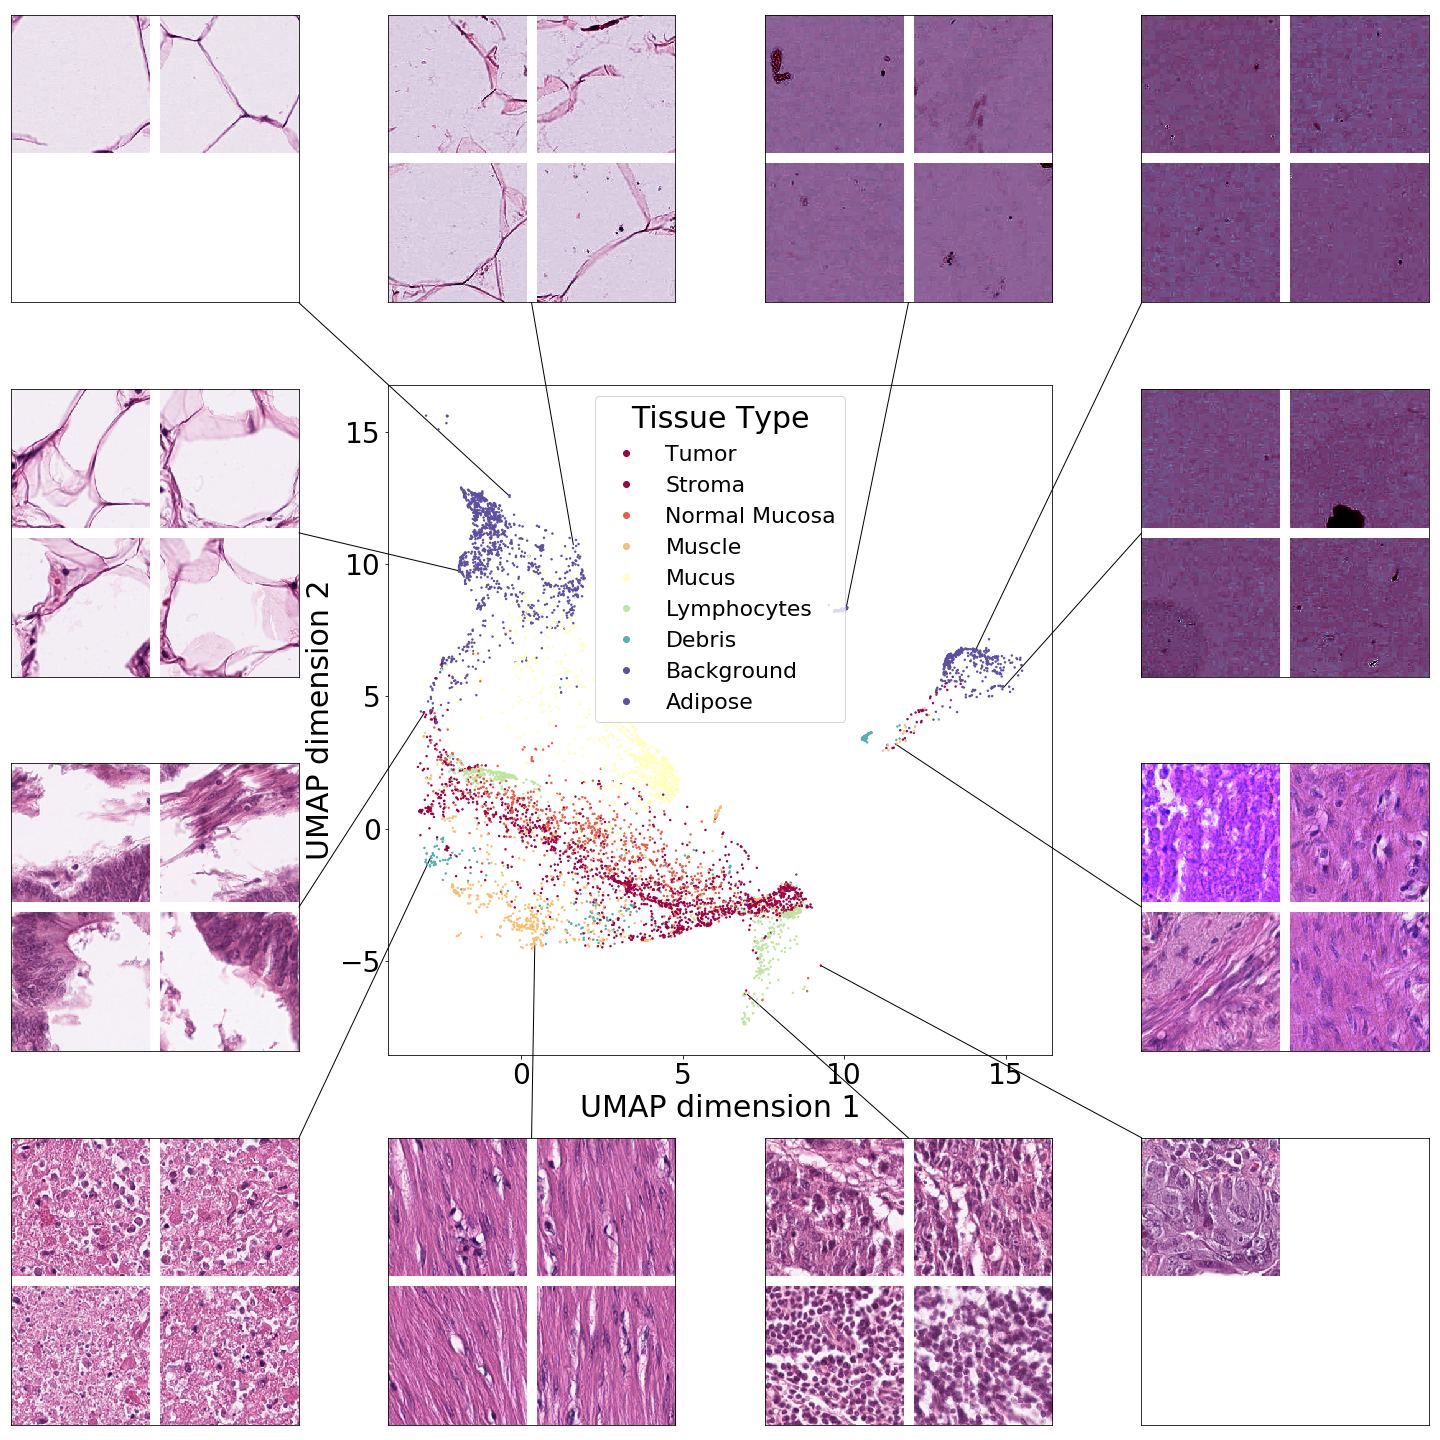 Tissue Type
Tumor
Stroma
Normal Mucosa
Muscle
Mucus
Lymphocytes
Debris
Background
Adipose
15
10
5
0
−5
UMAP dimension 2
0 5 10 15
UMAP dimension 1